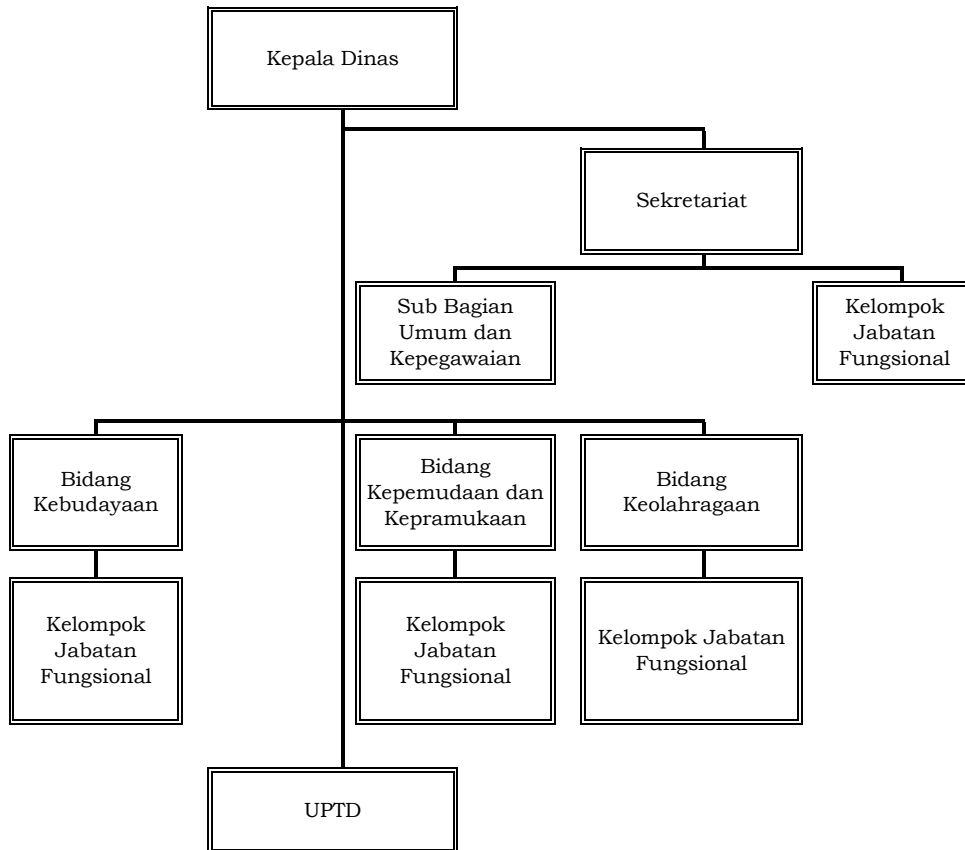 Kepala Dinas
Sekretariat
Sub Bagian
Umum dan
Kepegawaian
Kelompok
Jabatan
Fungsional
Bidang
Kebudayaan
Bidang
Kepemudaan dan
Kepramukaan
Bidang
Keolahragaan
Kelompok
Jabatan
Fungsional
Kelompok
Jabatan
Fungsional
Kelompok Jabatan
Fungsional
UPTD